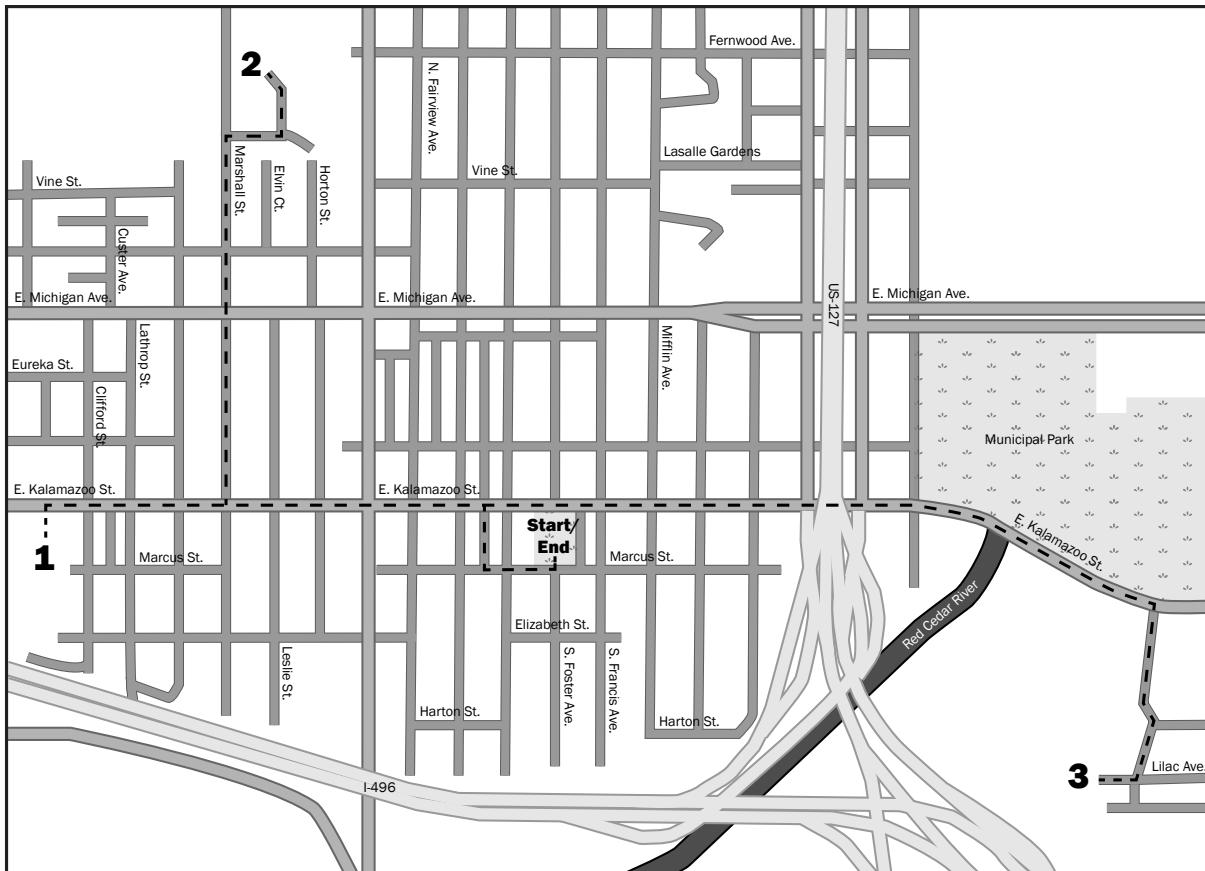 Fernwood Ave.
2
N. Fairview Ave.
Lasalle Gardens
Marshall St.
Elvin Ct.
Horton St.
Vine St.
Vine St.
Custer Ave.
US-127
E. Michigan Ave.
E. Michigan Ave.
E. Michigan Ave.
Lathrop St.
Mifflin Ave.
Eureka St.
Clifford St.
Municipal Park
E. Kalamazoo St.
E. Kalamazoo St.
Start/
End
E. Kalamazoo St.
1
Marcus St.
Marcus St.
Red Cedar River
Elizabeth St.
Leslie St.
S. Foster Ave.
S. Francis Ave.
Harton St.
Harton St.
3
Lilac Ave.
I-496